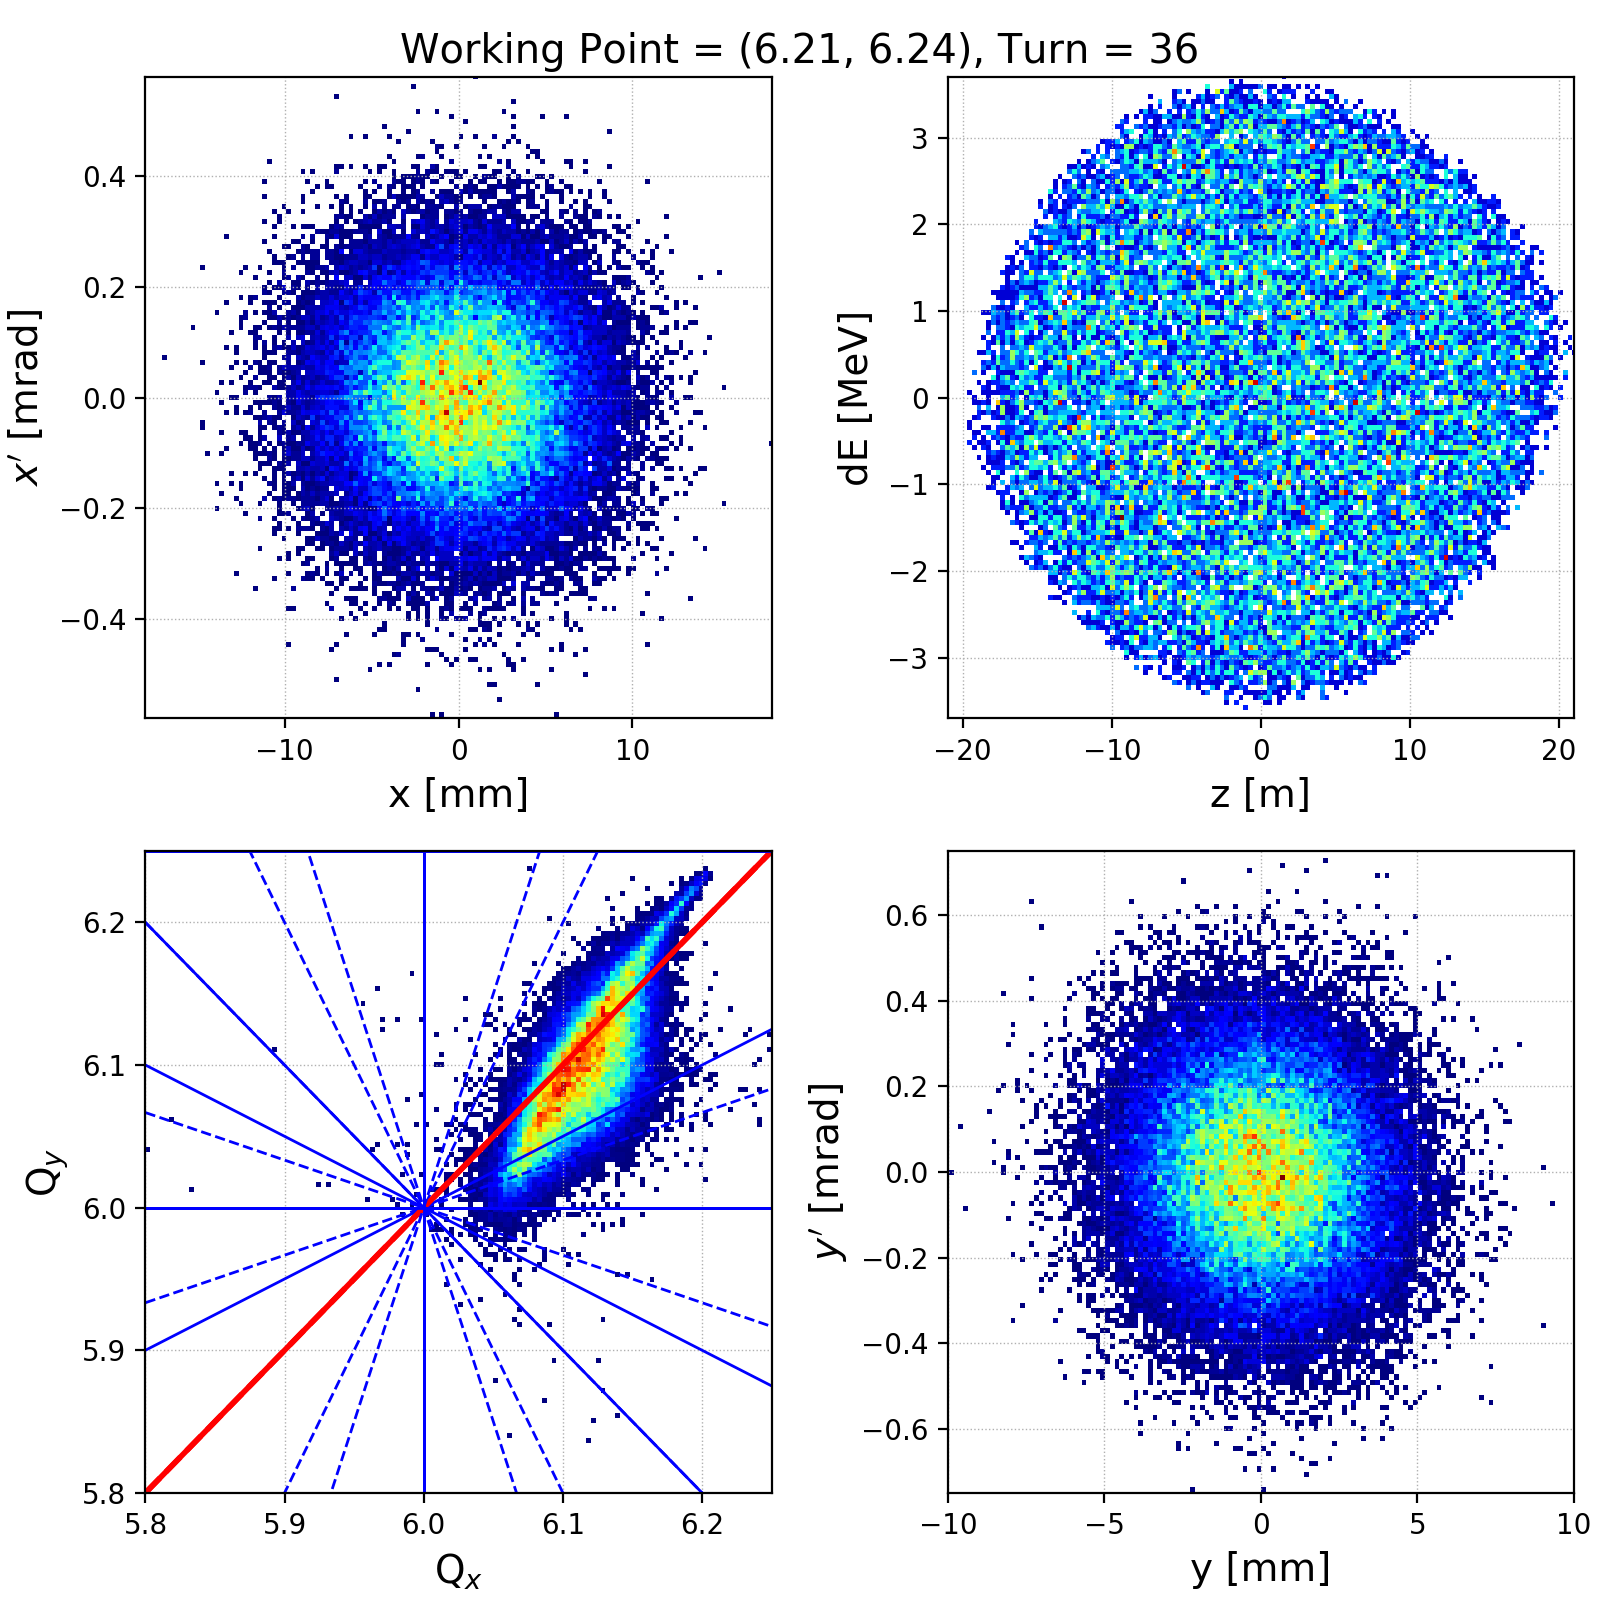 Working Point = (6.21, 6.24), Turn = 36
0.4
0.2
0.0
−0.2
−0.4
x′ [mrad]
−10 0 10
x [mm]
3
2
1
0
−1
−2
−3
dE [MeV]
−20 −10 0 10 20
z [m]
6.2
6.1
6.0
5.9
5.8
Qy
5.8 5.9 6.0 6.1 6.2
Qx
0.6
0.4
0.2
0.0
−0.2
−0.4
−0.6
y′ [mrad]
−10 −5 0 5 10
y [mm]